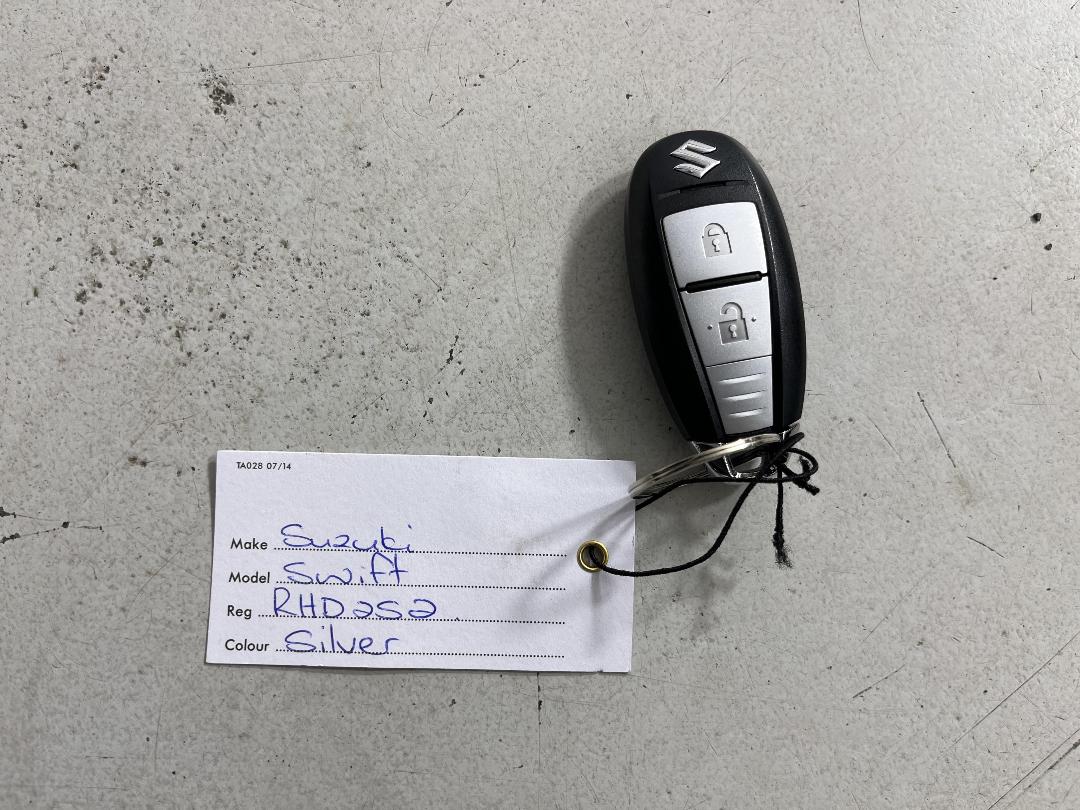 TA028 07/14
Make Suzuki
Model Swift
Reg RHD252
Colour Silver